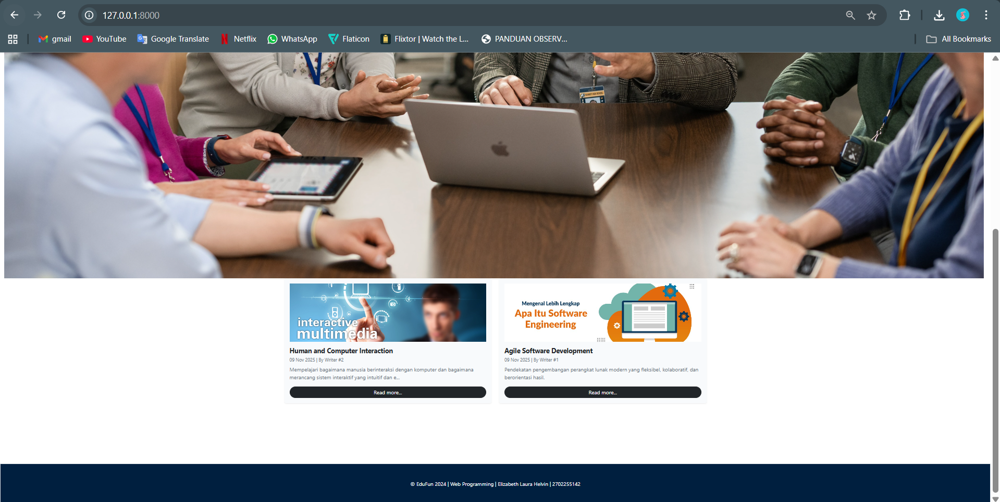 127.0.0.1:8000
gmail
YouTube
Google Translate
Netflix
WhatsApp
Flaticon
Flixtor | Watch the L...
PANDUAN OBSERV...
All Bookmarks
interactive
multimedia
Human and Computer Interaction
09 Nov 2025 | By Writer #2
Mempelajari bagaimana manusia berinteraksi dengan komputer dan bagaimana
merancang sistem interaktif yang intuitif dan e...
Read more...
Mengenal Lebih Lengkap
Apa Itu Software
Engineering
Agile Software Development
09 Nov 2025 | By Writer #1
Pendekatan pengembangan perangkat lunak modern yang fleksibel, kolaboratif, dan
berorientasi hasil.
Read more...
© EduFun 2024 | Web Programming | Elizabeth Laura Helvin | 2702255142